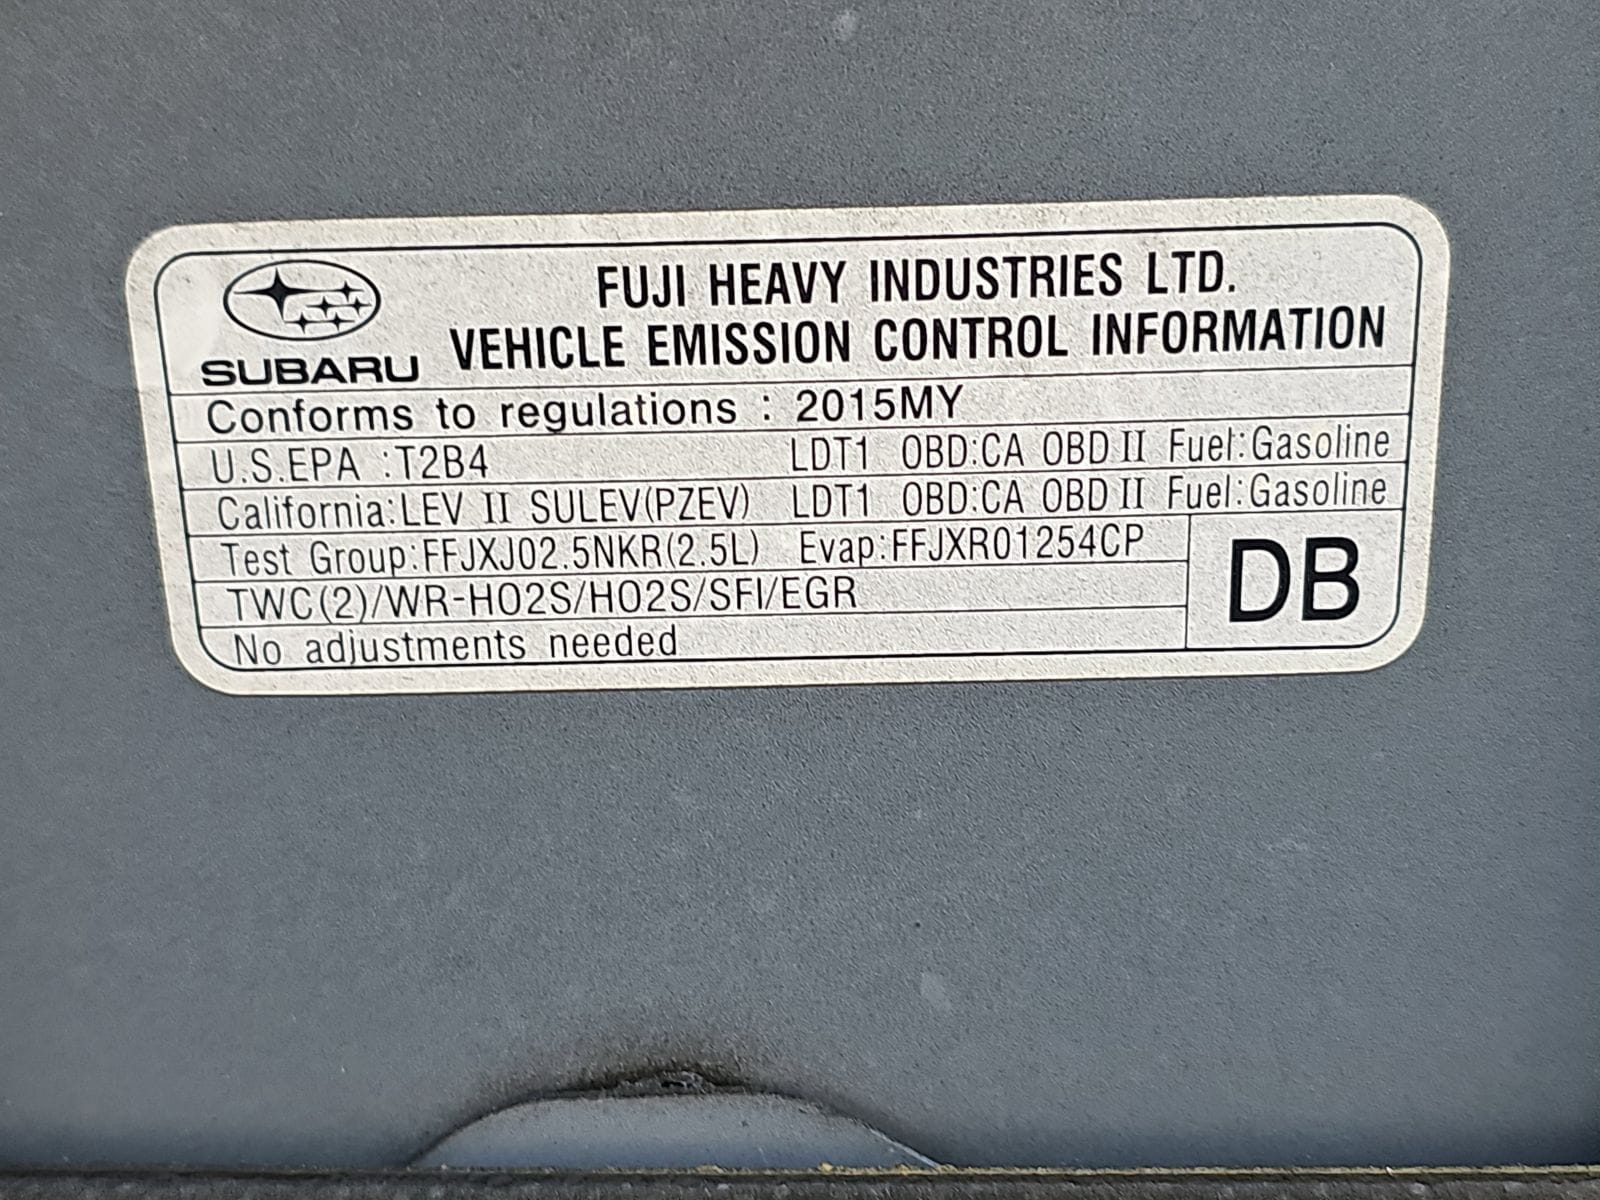 FUJI HEAVY INDUSTRIES LTD.
SUBARU VEHICLE EMISSION CONTROL INFORMATION
Conforms to regulations : 2015MY
U.S.EPA :T2B4 LDT1 OBD:CA OBD II Fuel:Gasoline
California:LEV II SULEV(PZEV) LDT1 OBD:CA OBD II Fuel:Gasoline
Test Group:FFJXJ02.5NKR(2.5L) Evap:FFJXR01254CP
TWC(2)/WR-HO2S/HO2S/SFI/EGR
No adjustments needed
DB